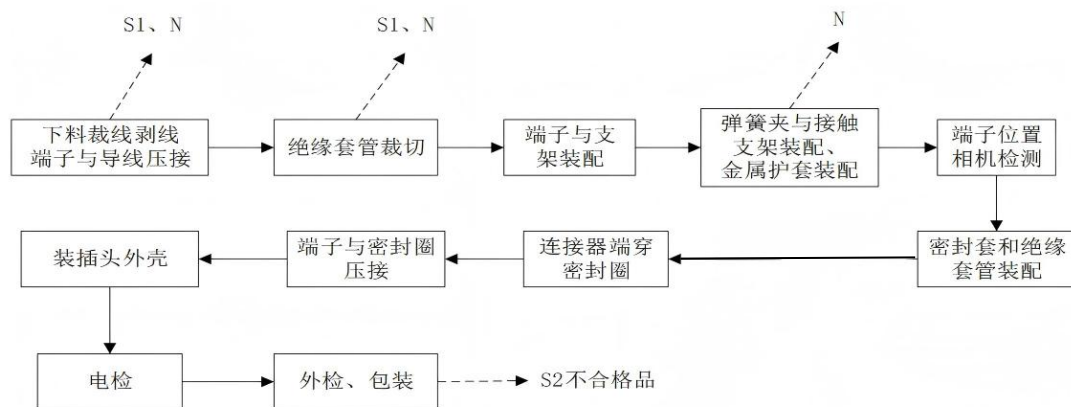 S1、N
S1、N
N
下料裁线剥线
端子与导线压接
绝缘套管裁切
端子与支
架装配
弹簧夹与接触
支架装配、
金属护套装配
端子位置
相机检测
密封套和绝缘
套管装配
连接器端穿
密封圈
端子与密封圈
压接
装插头外壳
电检
外检、包装
S2不合格品